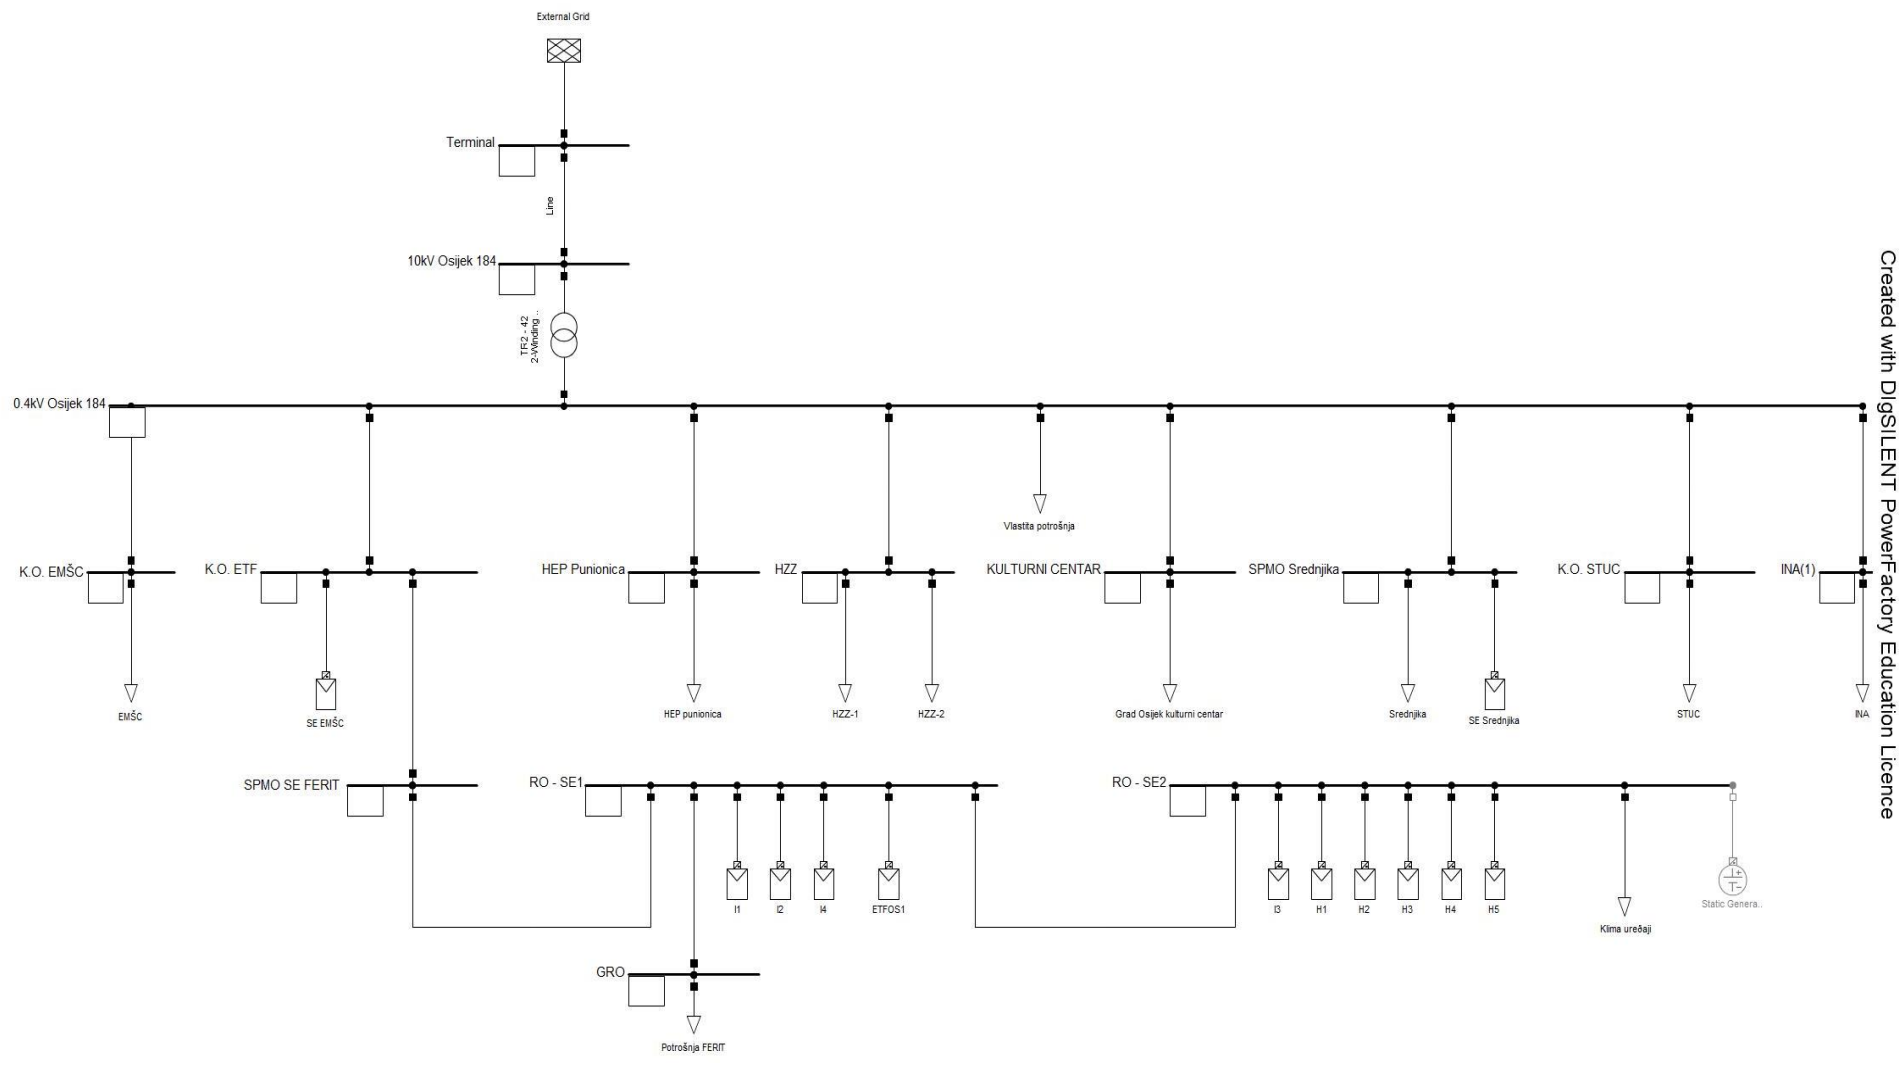 External Grid
Terminal
Line
10kV Osijek 184
TR2 - 42
2-Winding ..
0.4kV Osijek 184
Vlastita potrošnja
K.O. EMŠC
K.O. ETF
HEP Punionica
HZZ
KULTURNI CENTAR
SPMO Srednjika
K.O. STUC
INA(1)
EMŠC
SE EMŠC
HEP punionica
HZZ-1
HZZ-2
Grad Osijek kulturni centar
Srednjika
SE Srednjika
STUC
INA
SPMO SE FERIT
RO - SE1
RO - SE2
I1
I2
I4
ETFOS1
I3
H1
H2
H3
H4
H5
Klima uređaji
Static Genera..
GRO
Potrošnja FERIT
Created with DIgSILENT PowerFactory Education Licence